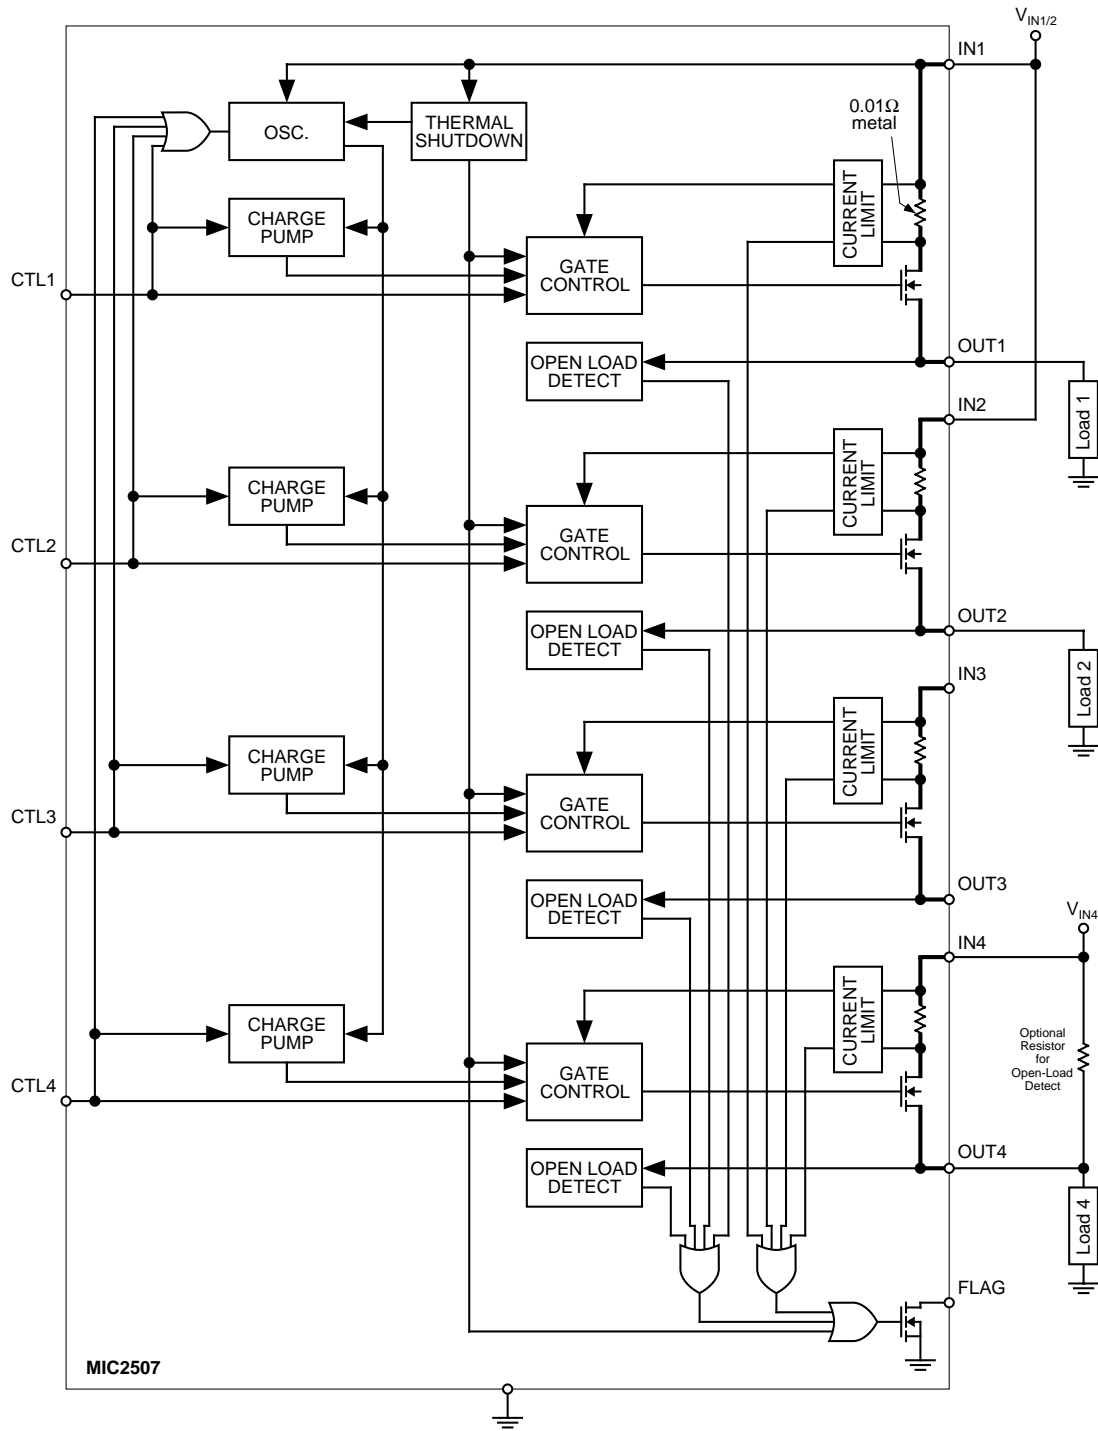 V_IN1/2
IN1
0.01Ω
metal
OSC.
THERMAL
SHUTDOWN
CURRENT
LIMIT
CHARGE
PUMP
GATE
CONTROL
CTL1
OPEN LOAD
DETECT
OUT1
Load 1
IN2
CURRENT
LIMIT
CHARGE
PUMP
GATE
CONTROL
CTL2
OPEN LOAD
DETECT
OUT2
Load 2
IN3
CURRENT
LIMIT
CHARGE
PUMP
GATE
CONTROL
CTL3
OPEN LOAD
DETECT
OUT3
V_IN4
IN4
CURRENT
LIMIT
CHARGE
PUMP
GATE
CONTROL
Optional
Resistor
for
Open-Load
Detect
CTL4
OPEN LOAD
DETECT
OUT4
Load 4
FLAG
MIC2507